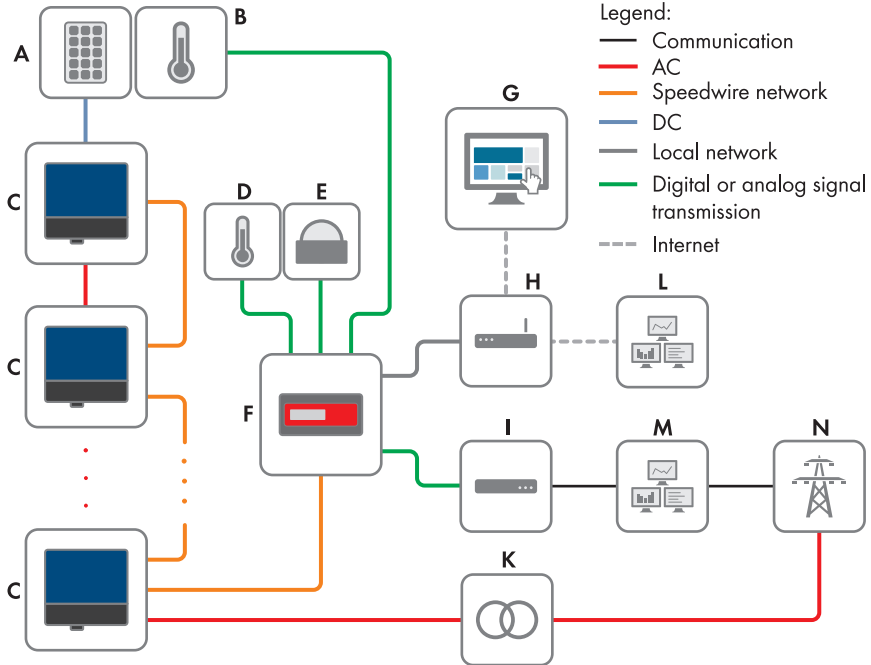 A
B
C
C
C
D
E
F
G
H
L
I
M
N
K
Legend:
Communication
AC
Speedwire network
DC
Local network
Digital or analog signal
transmission
Internet